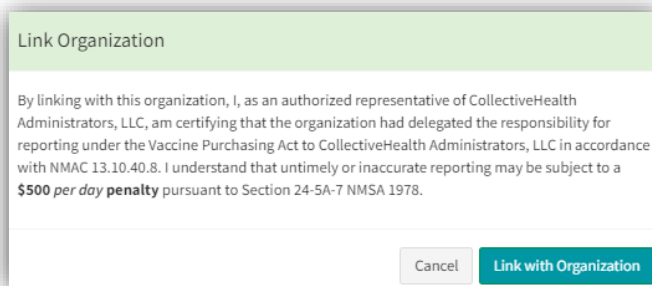 Link Organization
By linking with this organization, I, as an authorized representative of CollectiveHealth
Administrators, LLC, am certifying that the organization had delegated the responsibility for
reporting under the Vaccine Purchasing Act to CollectiveHealth Administrators, LLC in accordance
with NMAC 13.10.40.8. I understand that untimely or inaccurate reporting may be subject to a
$500 per day penalty pursuant to Section 24-5A-7 NMSA 1978.
Cancel Link with Organization